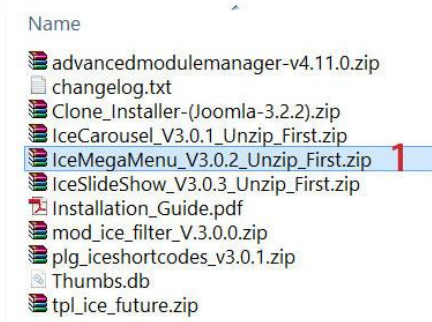 Name
advancedmodulemanager-v4.11.0.zip
changelog.txt
Clone_Installer-(Joomla-3.2.2).zip
IceCarousel_V3.0.1_Unzip_First.zip
IceMegaMenu_V3.0.2_Unzip_First.zip 1
IceSlideShow_V3.0.3_Unzip_First.zip
Installation_Guide.pdf
mod_ice_filter_V.3.0.0.zip
plg_iceshortcodes_v3.0.1.zip
Thumbs.db
tpl_ice_future.zip